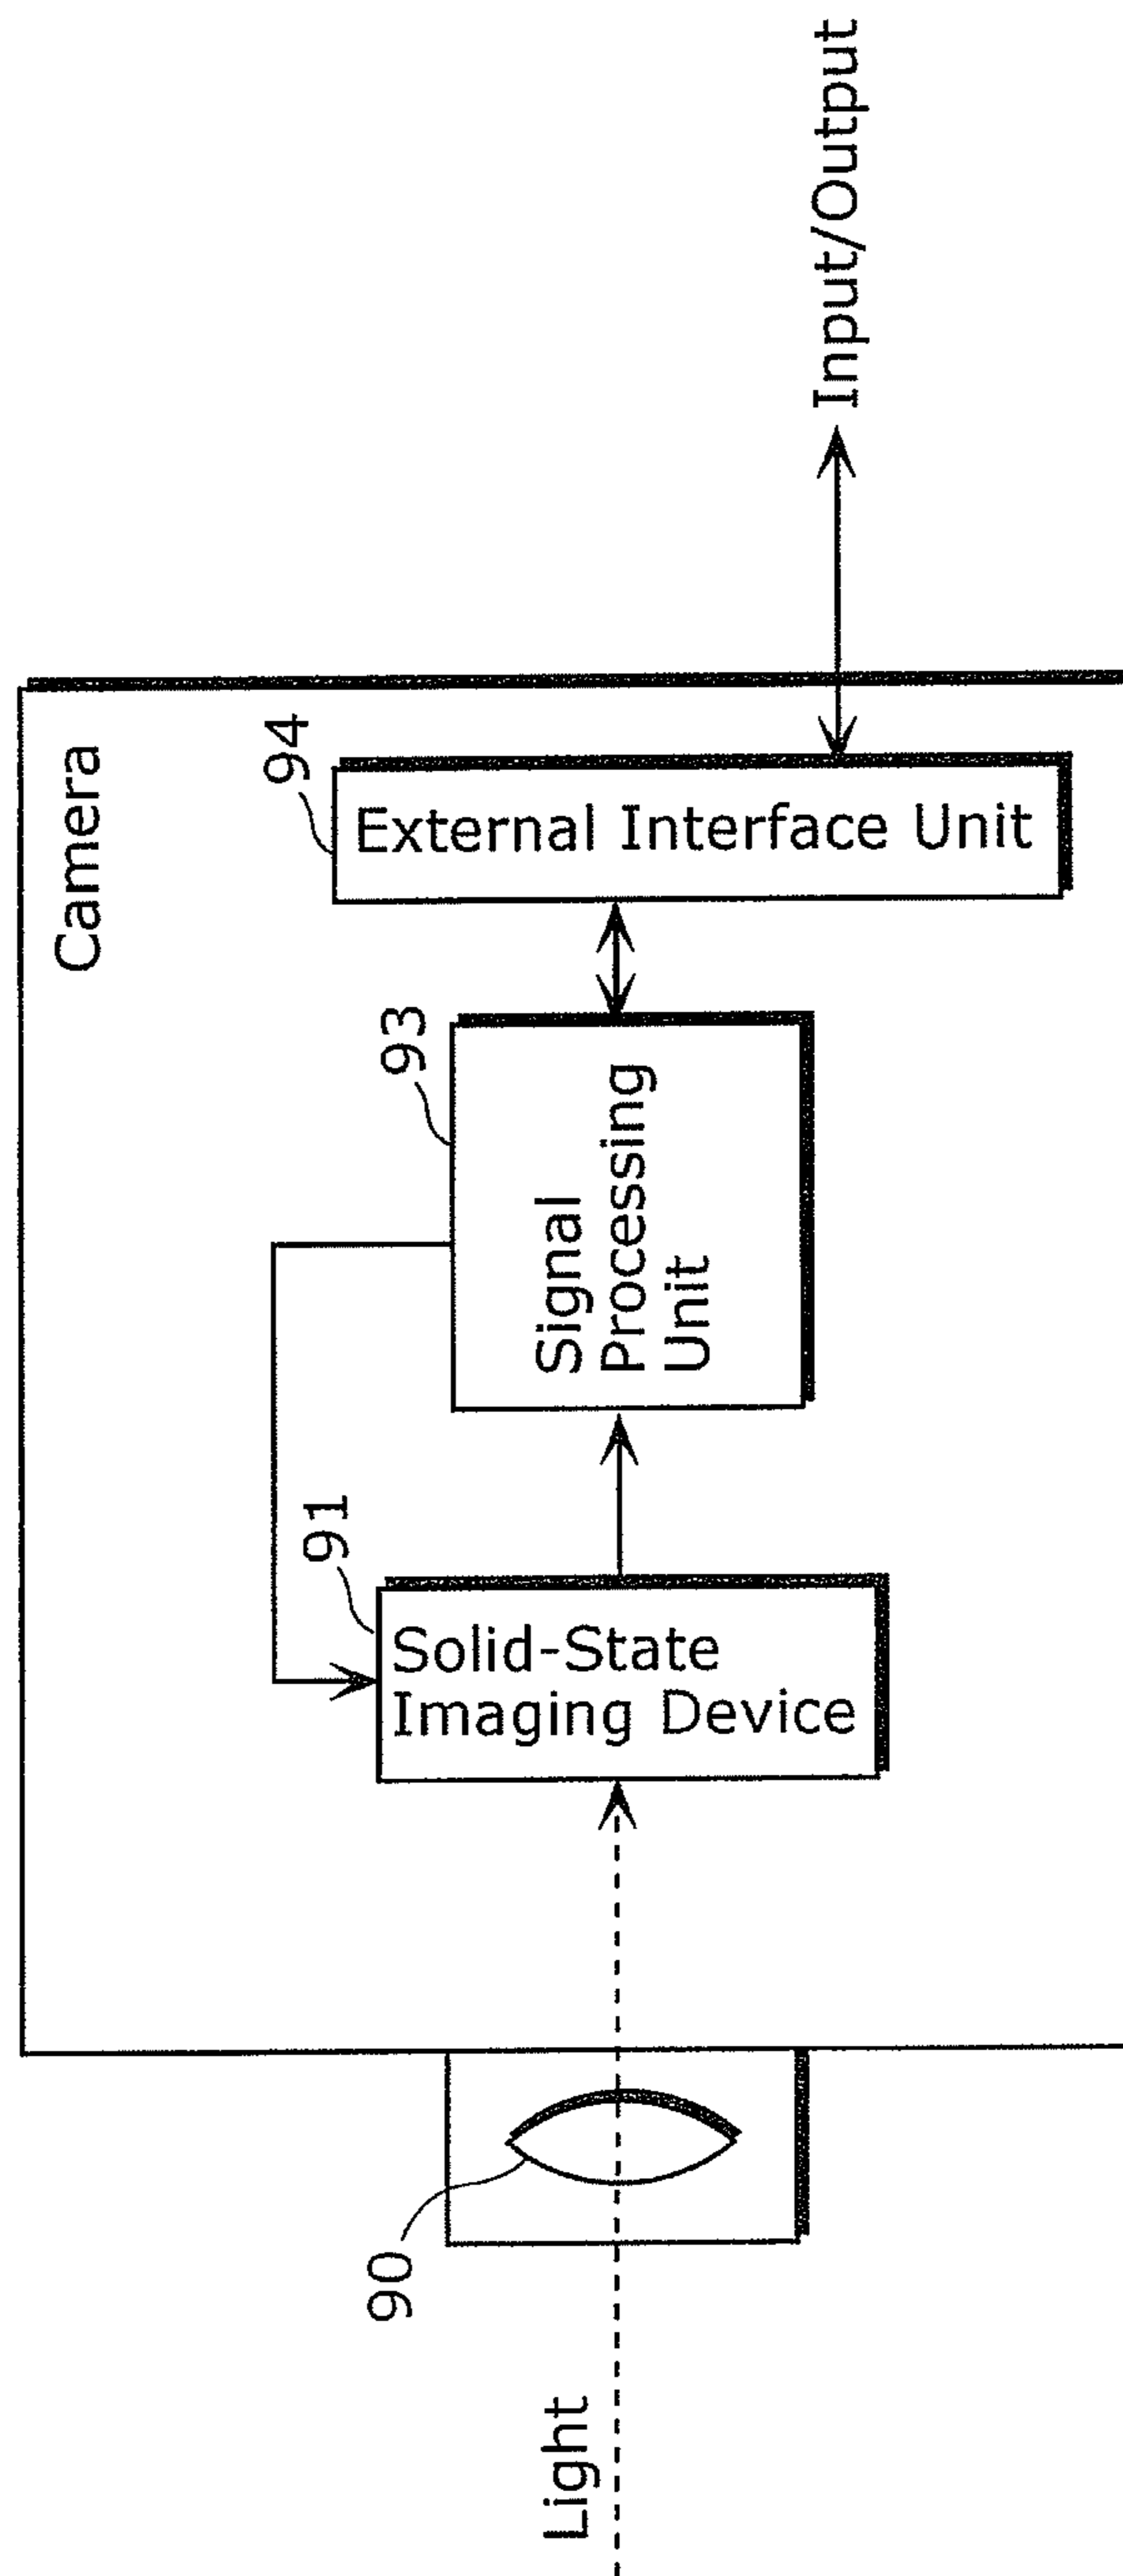 Camera
90
Light
91
Solid-State
Imaging Device
93
Signal
Processing
Unit
94
External Interface Unit
Input/Output